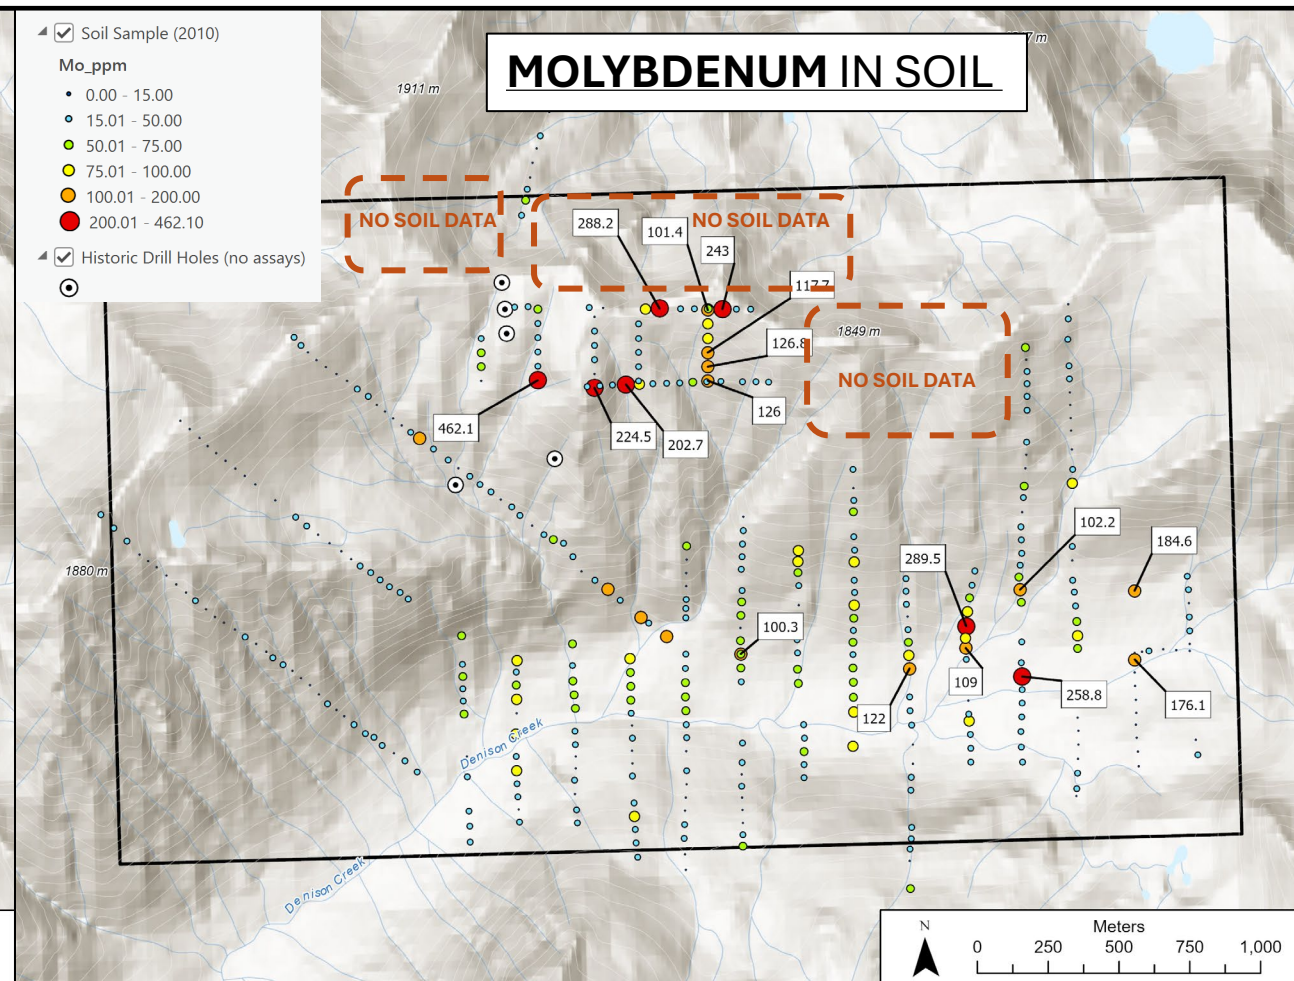 Soil Sample (2010)
Mo_ppm
0.00 - 15.00
15.01 - 50.00
50.01 - 75.00
75.01 - 100.00
100.01 - 200.00
200.01 - 462.10
Historic Drill Holes (no assays)
MOLYBDENUM IN SOIL
7 m
1911 m
NO SOIL DATA
288.2
101.4
NO SOIL DATA
243
117.7
126.8
1849 m
NO SOIL DATA
126
462.1
224.5
202.7
102.2
184.6
289.5
1880 m
100.3
109
258.8
176.1
122
Denison Creek
Denison Creek
N
Meters
0 250 500 750 1,000